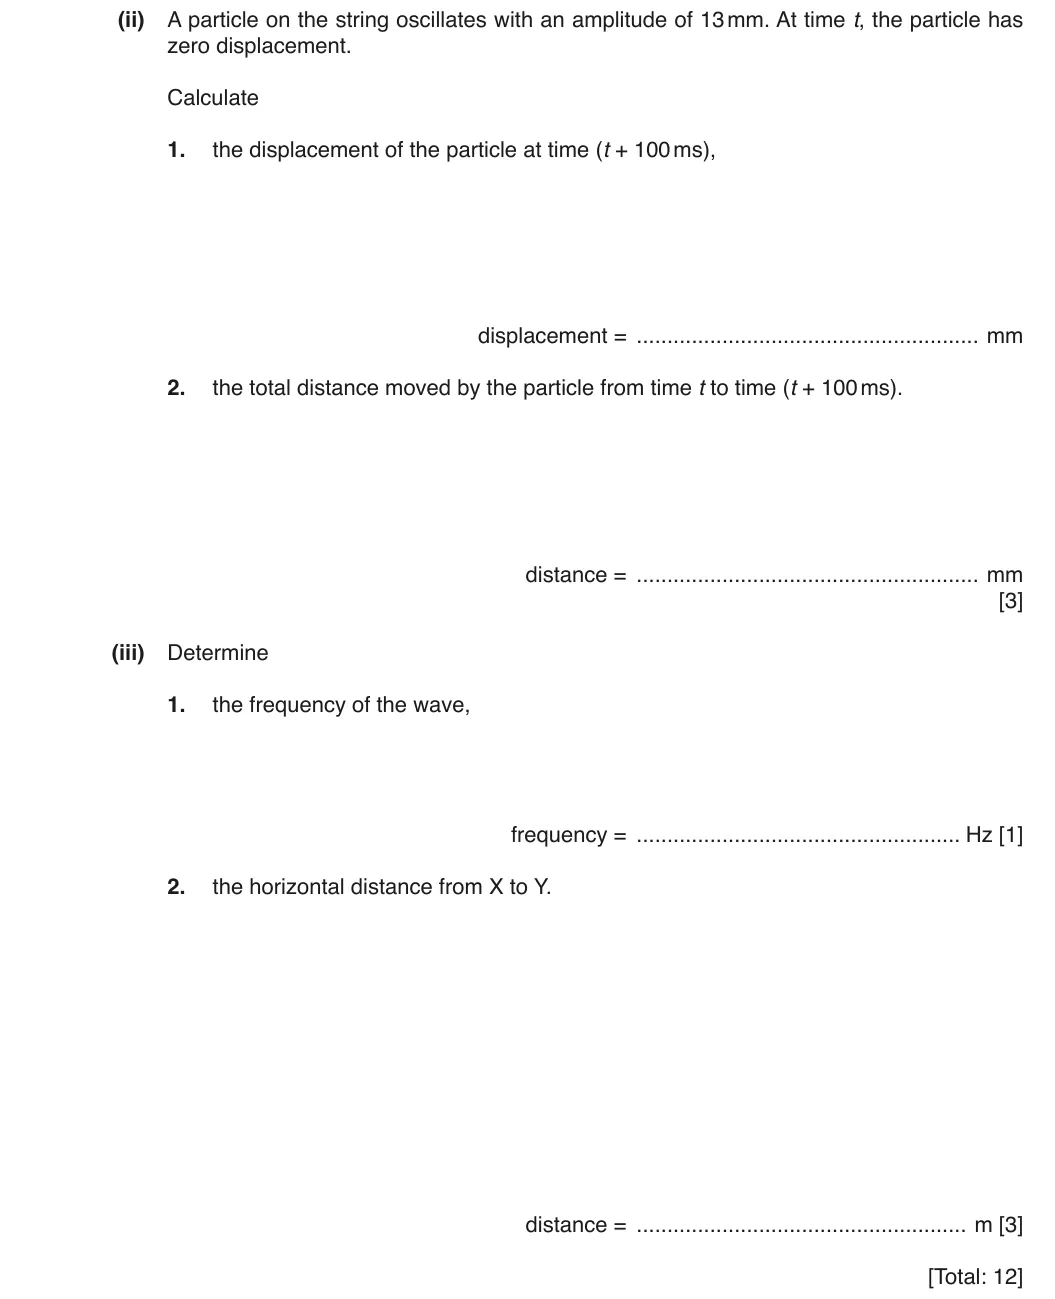 (ii) A particle on the string oscillates with an amplitude of 13 mm. At time t, the particle has
zero displacement.
Calculate
1. the displacement of the particle at time (t + 100 ms),
displacement = ........................................................ mm
2. the total distance moved by the particle from time t to time (t + 100 ms).
distance = ........................................................ mm
[3]
(iii) Determine
1. the frequency of the wave,
frequency = ..................................................... Hz [1]
2. the horizontal distance from X to Y.
distance = ...................................................... m [3]
[Total: 12]